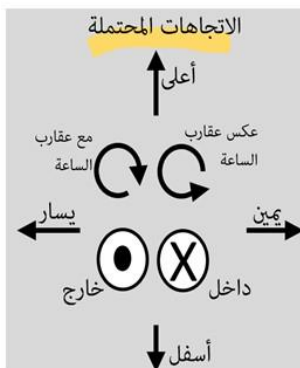 الاتجاهات المحتملة
أعلى
عكس عقارب
الساعة
مع عقارب
الساعة
يمين
يسار
داخل
خارج
X
أسفل